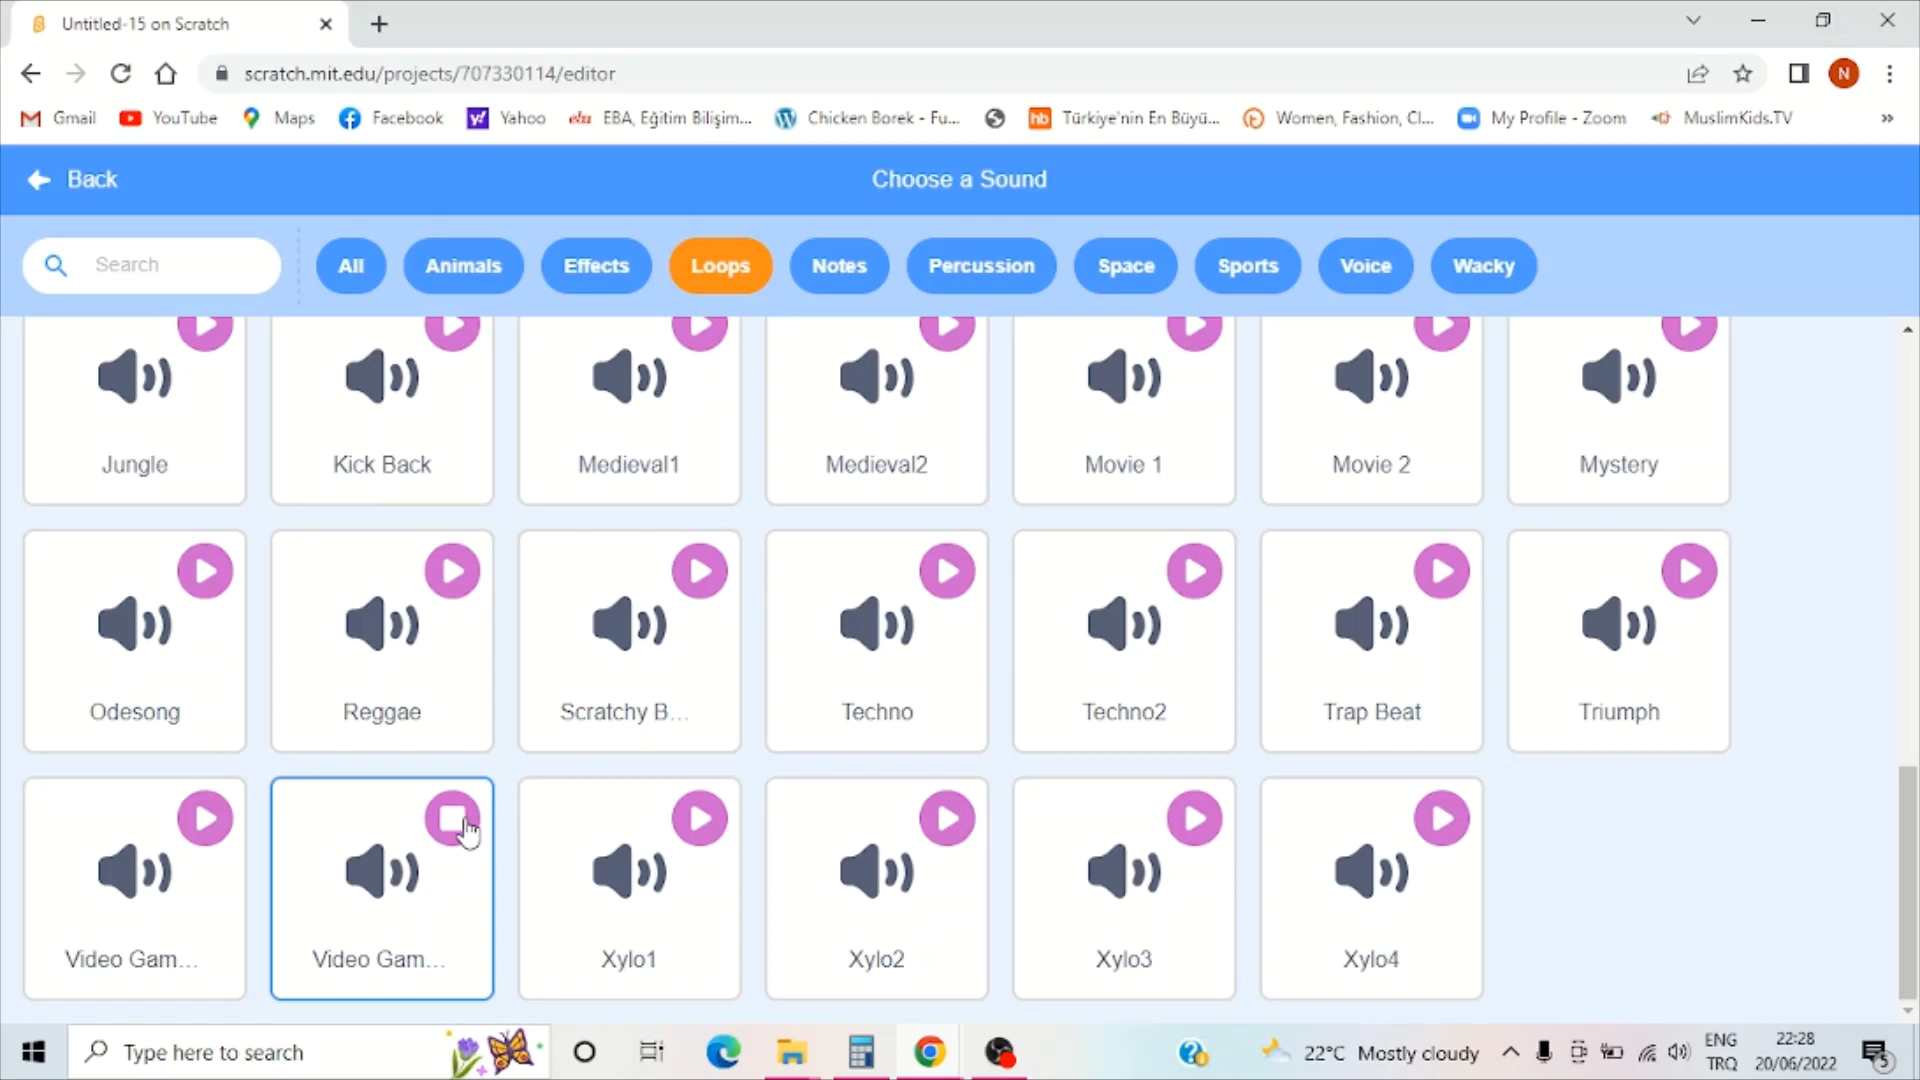 Untitled-15 on Scratch
scratch.mit.edu/projects/707330114/editor
N
Gmail YouTube Maps Facebook Yahoo EBA, Eğitim Bilişim... Chicken Borek - Fu... hb Türkiye'nin En Büyü... Women, Fashion, Cl... My Profile - Zoom MuslimKids.TV »
Back Choose a Sound
Search All Animals Effects Loops Notes Percussion Space Sports Voice Wacky
Jungle Kick Back Medieval1 Medieval2 Movie 1 Movie 2 Mystery
Odesong Reggae Scratchy B... Techno Techno2 Trap Beat Triumph
Video Gam... Video Gam... Xylo1 Xylo2 Xylo3 Xylo4
Type here to search 22°C Mostly cloudy ENG 22:28
TRQ 20/06/2022 5